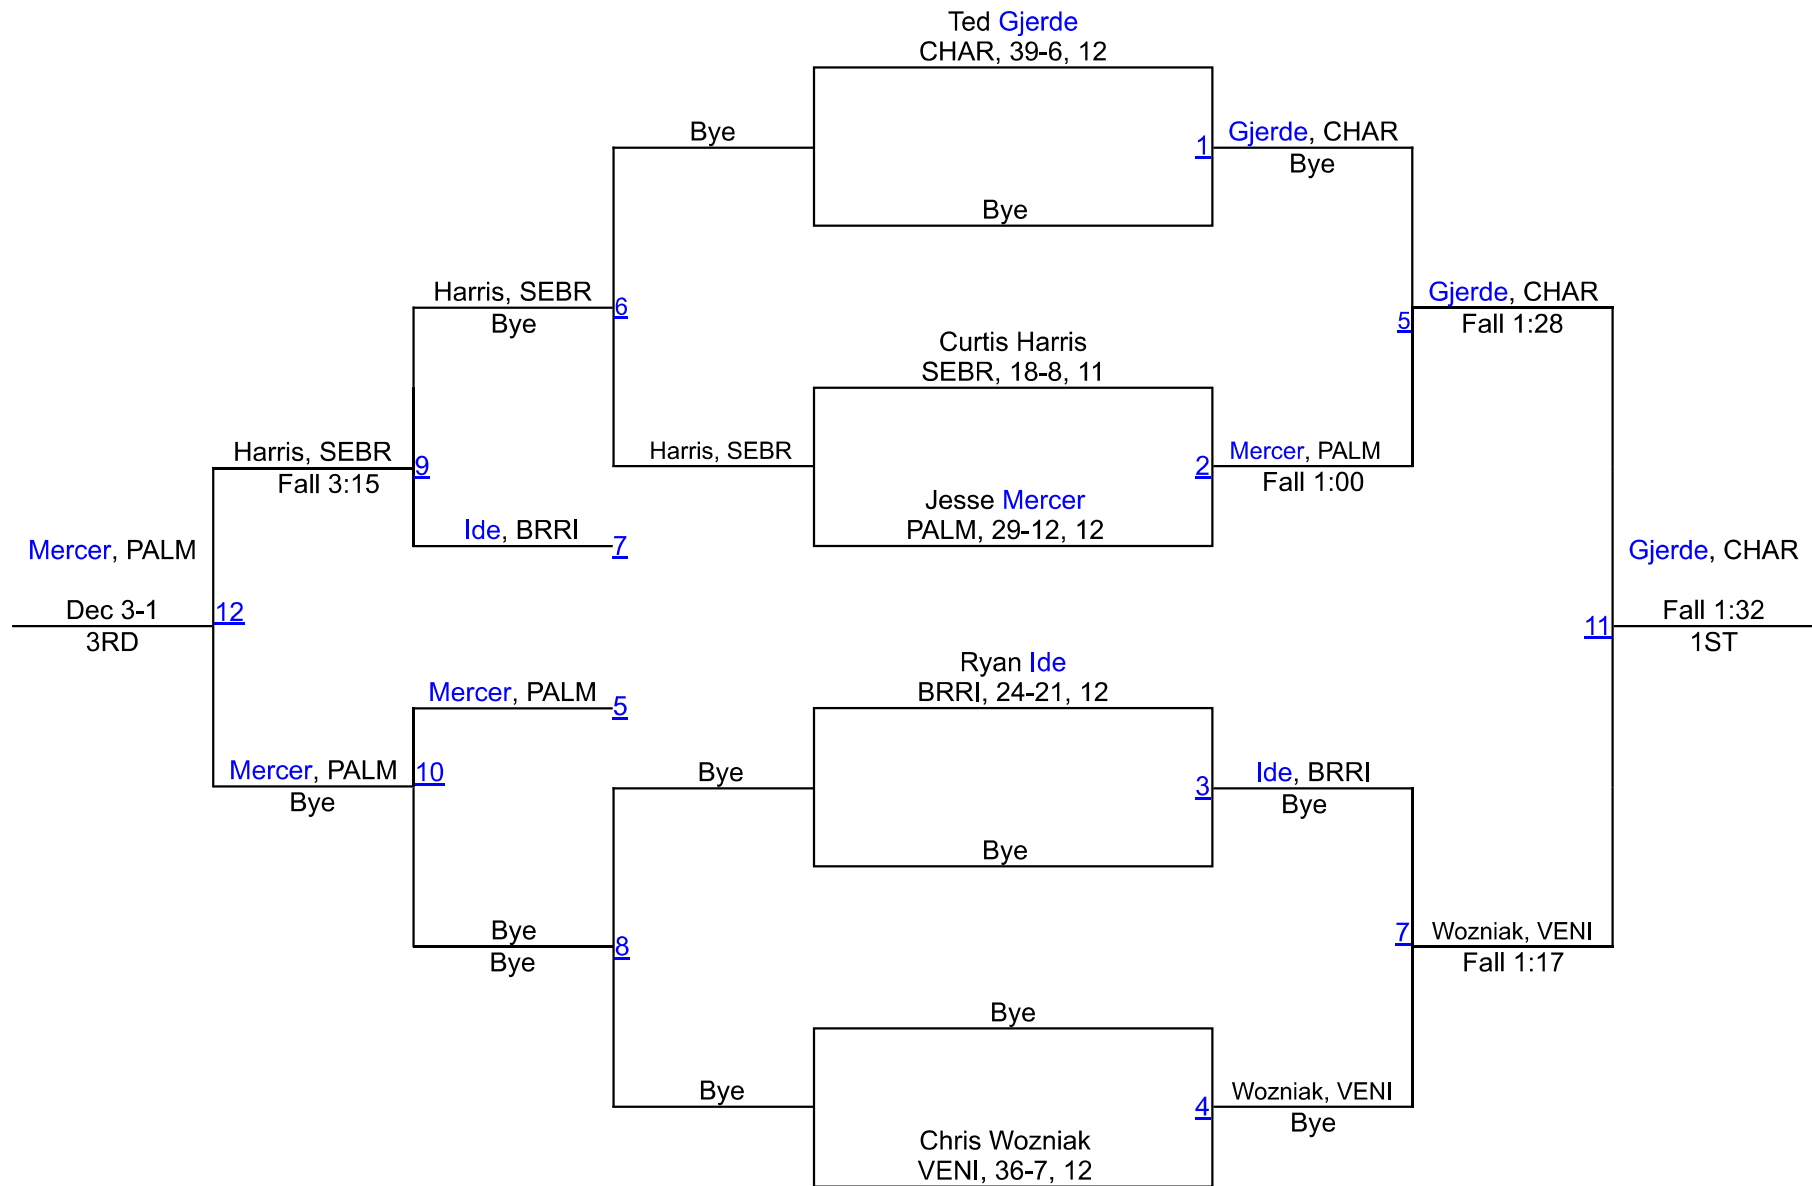 Ted Gjerde
CHAR, 39-6, 12
Bye
1
Gjerde, CHAR
Bye
Bye
Harris, SEBR
Bye
6
Gjerde, CHAR
Fall 1:28
5
Curtis Harris
SEBR, 18-8, 11
Harris, SEBR
Fall 3:15
9
Harris, SEBR
2
Mercer, PALM
Fall 1:00
Jesse Mercer
PALM, 29-12, 12
Ide, BRRI
7
Mercer, PALM
Dec 3-1
3RD
12
Gjerde, CHAR
Fall 1:32
1ST
11
Ryan Ide
BRRI, 24-21, 12
Mercer, PALM
5
Mercer, PALM
Bye
10
Bye
3
Ide, BRRI
Bye
Bye
Bye
Bye
8
7
Wozniak, VENI
Fall 1:17
Bye
Bye
4
Wozniak, VENI
Bye
Chris Wozniak
VENI, 36-7, 12